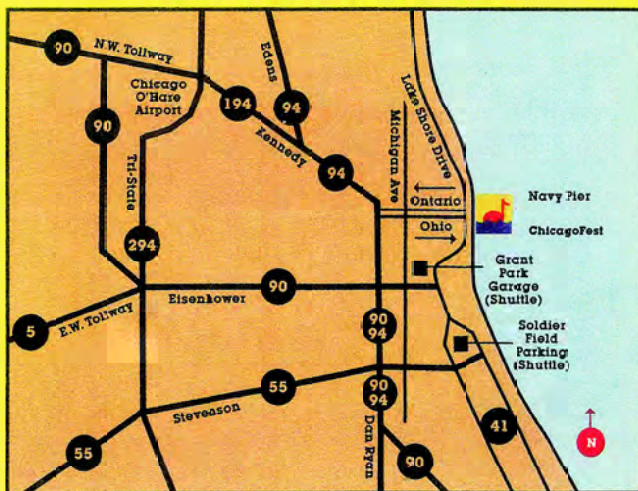 90
N.W. Tollway
Chicago
O'Hare
Airport
Edens
194
94
Kennedy
94
90
Tri-State
294
Lake Shore Drive
Michigan Ave
Ontario
Ohio
Navy Pier
ChicagoFest
Grant
Park
Garage
(Shuttle)
Eisenhower
90
5
E.W. Tollway
90
94
Soldier
Field
Parking
(Shuttle)
55
Stevenson
90
94
Dan Ryan
41
55
90
N